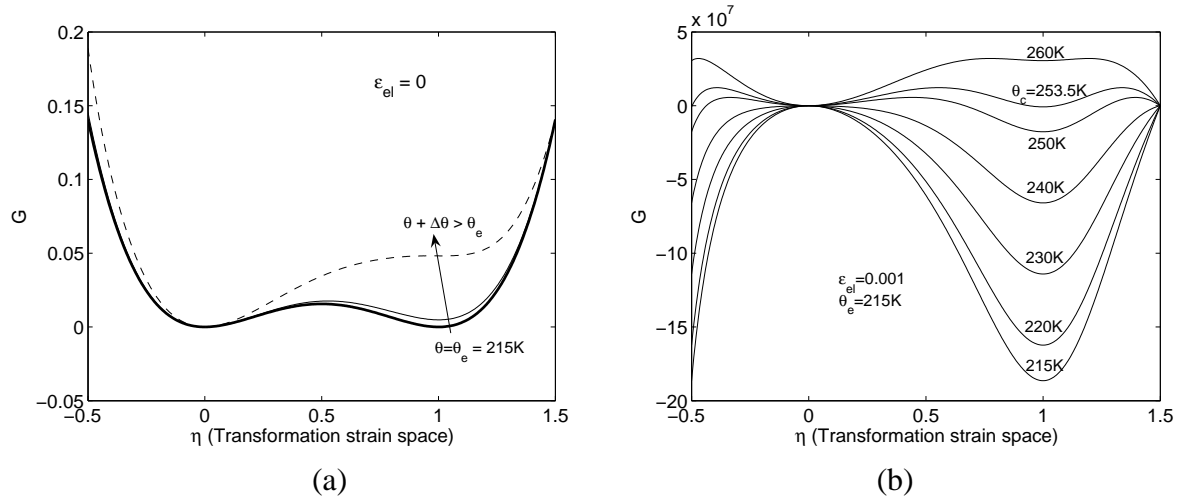 0.2
0.15
0.1
0.05
0
−0.05
G
−0.5
0
0.5
1
1.5
η (Transformation strain space)
ε_el = 0
θ + Δθ > θ_e
θ=θ_e = 215K
(a)
5 x 10^7
0
−5
−10
−15
−20
G
−0.5
0
0.5
1
1.5
η (Transformation strain space)
260K
θ_c=253.5K
250K
240K
230K
220K
215K
ε_el=0.001
θ_e=215K
(b)